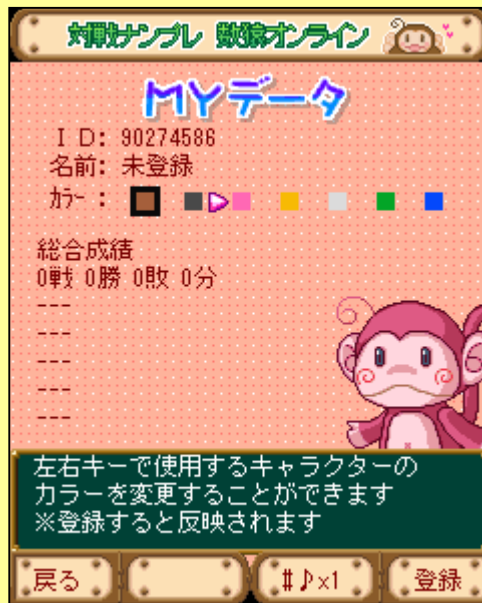 対戦ナンプレ 数猿オンライン
MYデータ
ID: 90274586
名前: 未登録
ｶﾗｰ :
総合成績
0戦 0勝 0敗 0分
---
---
---
---
---
左右キーで使用するキャラクターの
カラーを変更することができます
※登録すると反映されます
戻る
#♪x1
登録